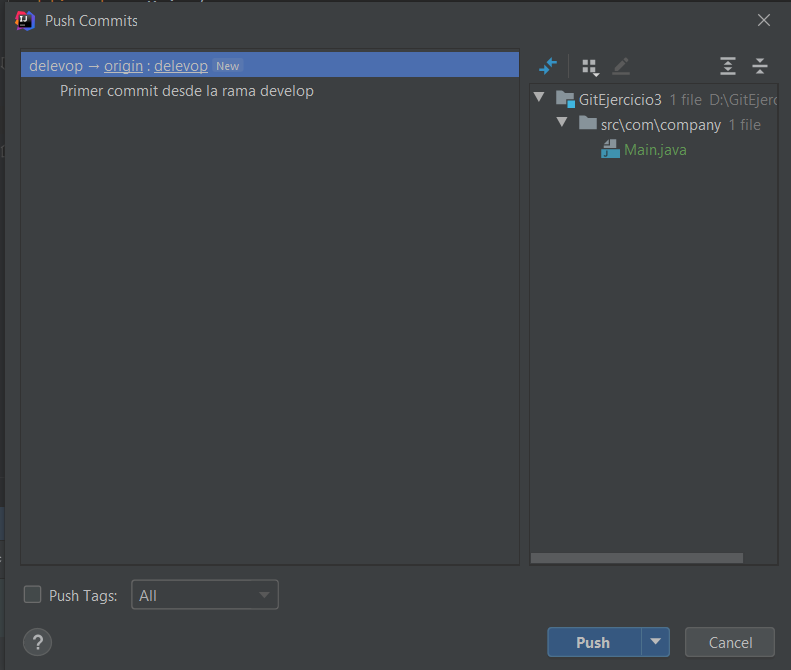 Push Commits
delevop → origin : delevop New
Primer commit desde la rama develop
GitEjercicio3 1 file D:\GitEjerc
src\com\company 1 file
Main.java
Push Tags: All
? Push Cancel